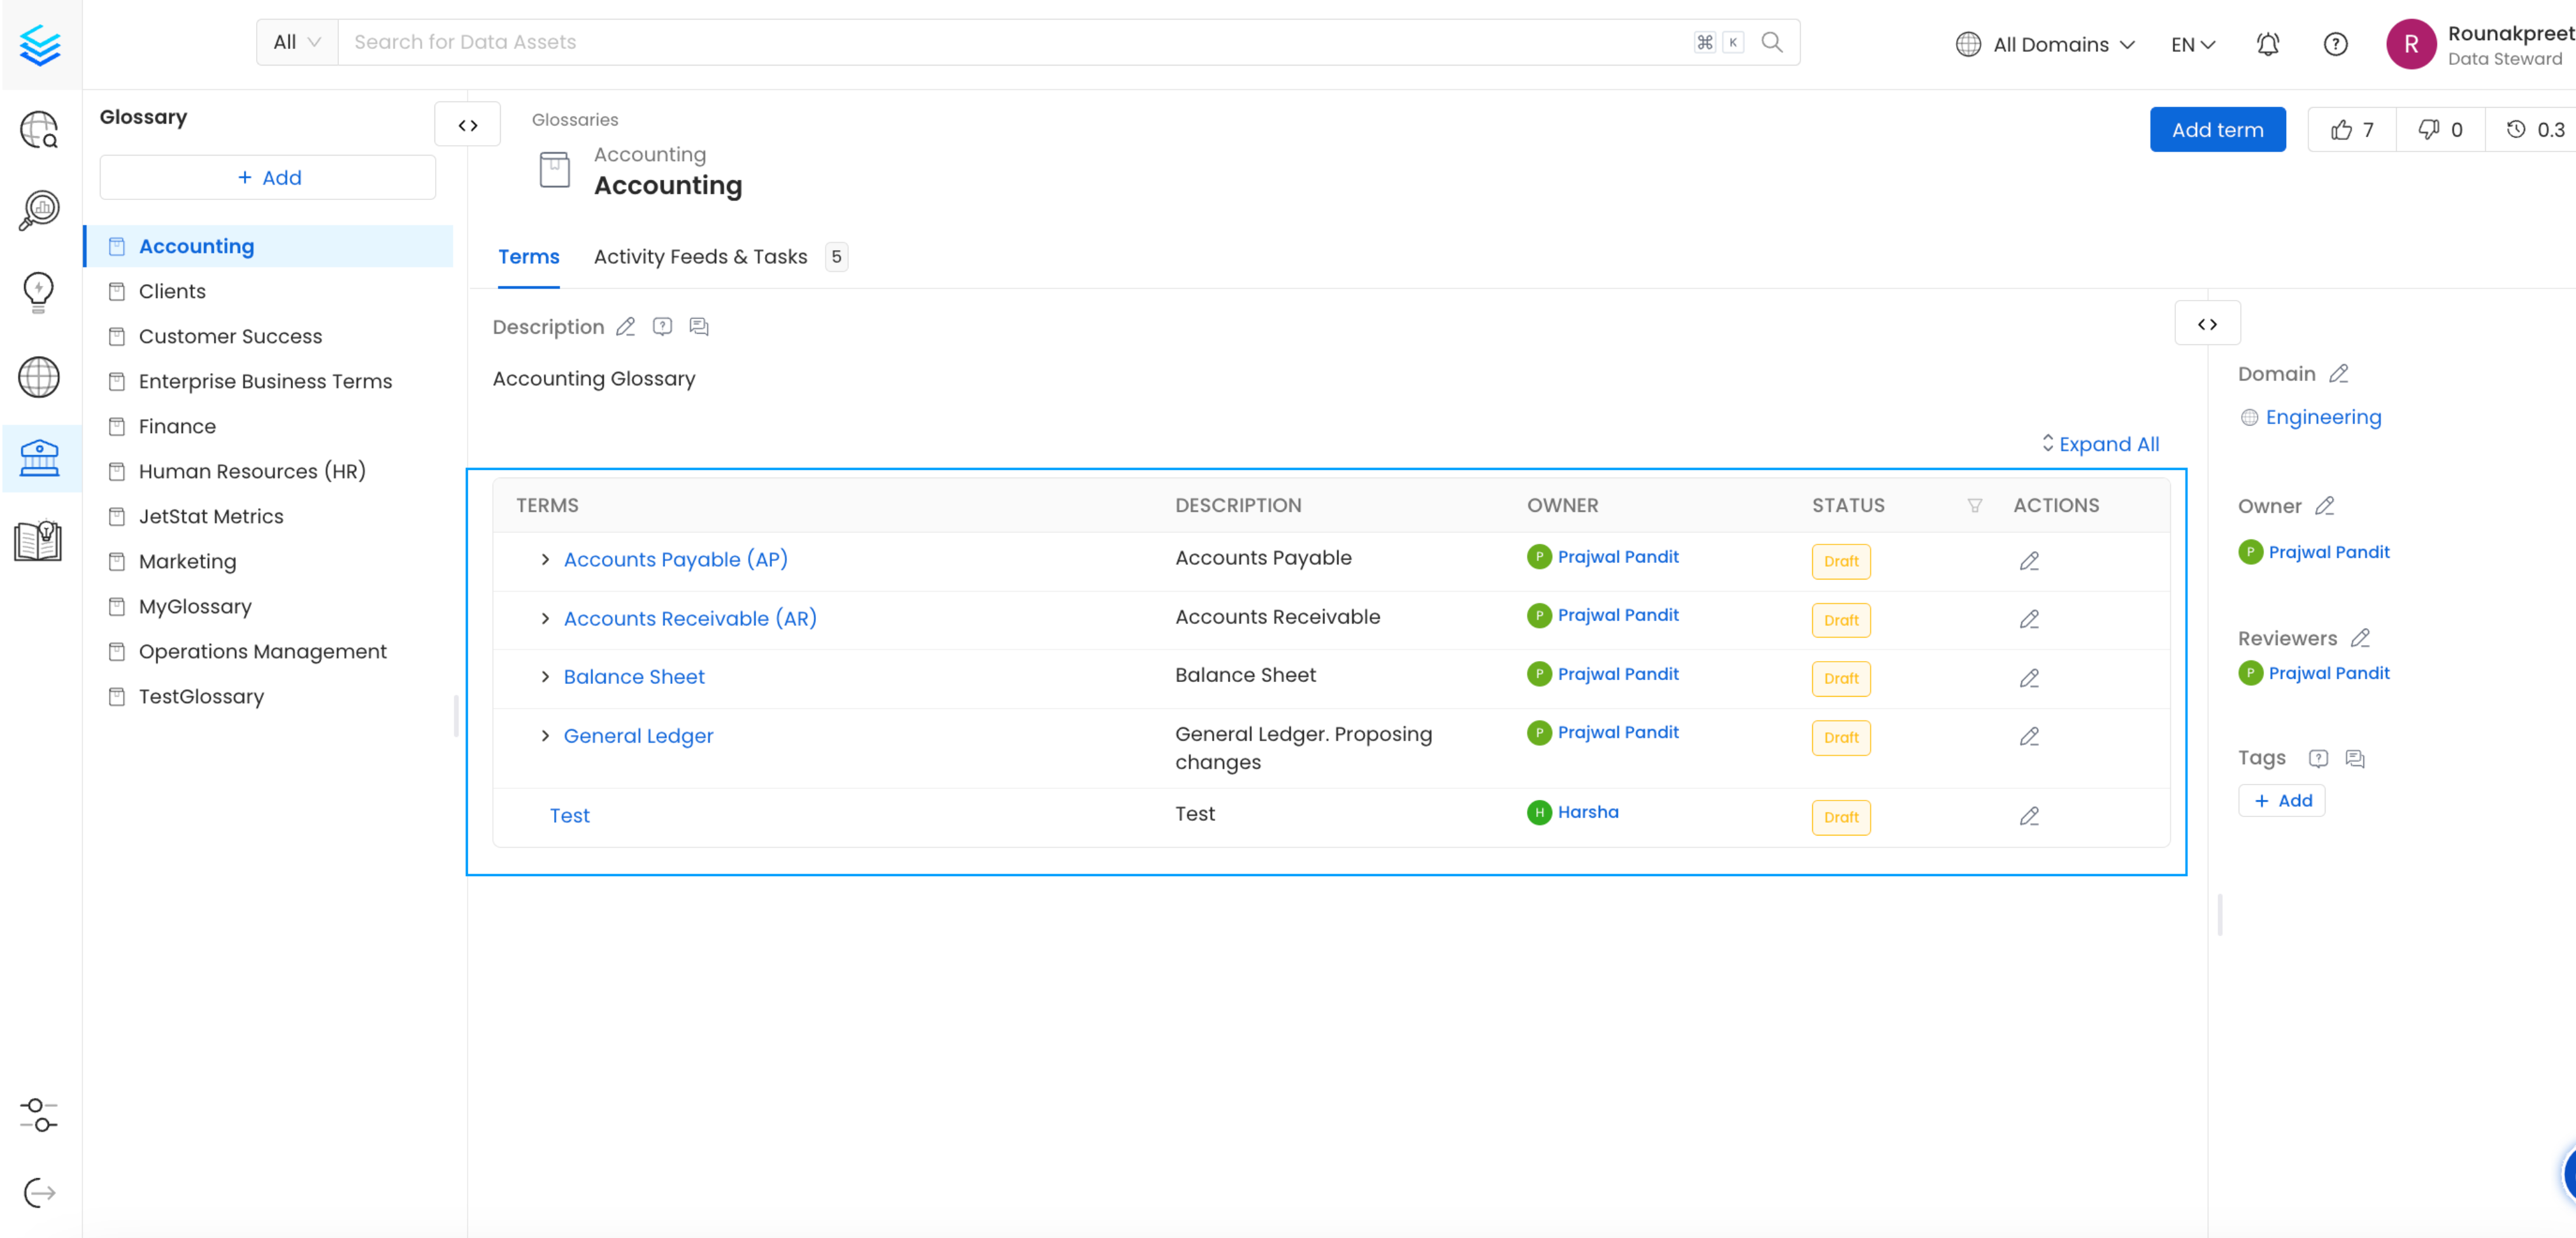 All
Search for Data Assets
⌘ K
All Domains
EN
R
Rounakpreet
Data Steward
Glossary
+ Add
Accounting
Clients
Customer Success
Enterprise Business Terms
Finance
Human Resources (HR)
JetStat Metrics
Marketing
MyGlossary
Operations Management
TestGlossary
Glossaries
Accounting
Accounting
Add term
7
0
0.3
Terms
Activity Feeds & Tasks 5
Description
Accounting Glossary
Expand All
TERMS DESCRIPTION OWNER STATUS ACTIONS
Accounts Payable (AP) Accounts Payable P Prajwal Pandit Draft
Accounts Receivable (AR) Accounts Receivable P Prajwal Pandit Draft
Balance Sheet Balance Sheet P Prajwal Pandit Draft
General Ledger General Ledger. Proposing P Prajwal Pandit Draft
changes
Test Test H Harsha Draft
Domain
Engineering
Owner
P Prajwal Pandit
Reviewers
P Prajwal Pandit
Tags
+ Add